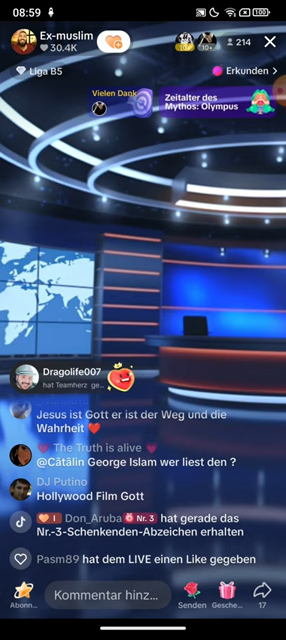 08:59
100
Ex-muslim
30.4K
10+
214
Liga B5
Erkunden >
Vielen Dank
Zeitalter des
Mythos: Olympus
Dragolife007
hat Teamherz ge...
Jesus ist Gott er ist der Weg und die
Wahrheit ❤️
The Truth is alive
@Cătălin George Islam wer liest den ?
DJ Putino
Hollywood Film Gott
I Don_Aruba Nr. 3 hat gerade das
Nr.-3-Schenkenden-Abzeichen erhalten
Pasm89 hat dem LIVE einen Like gegeben
Abonn...
Kommentar hinz...
Senden
Gesche...
17